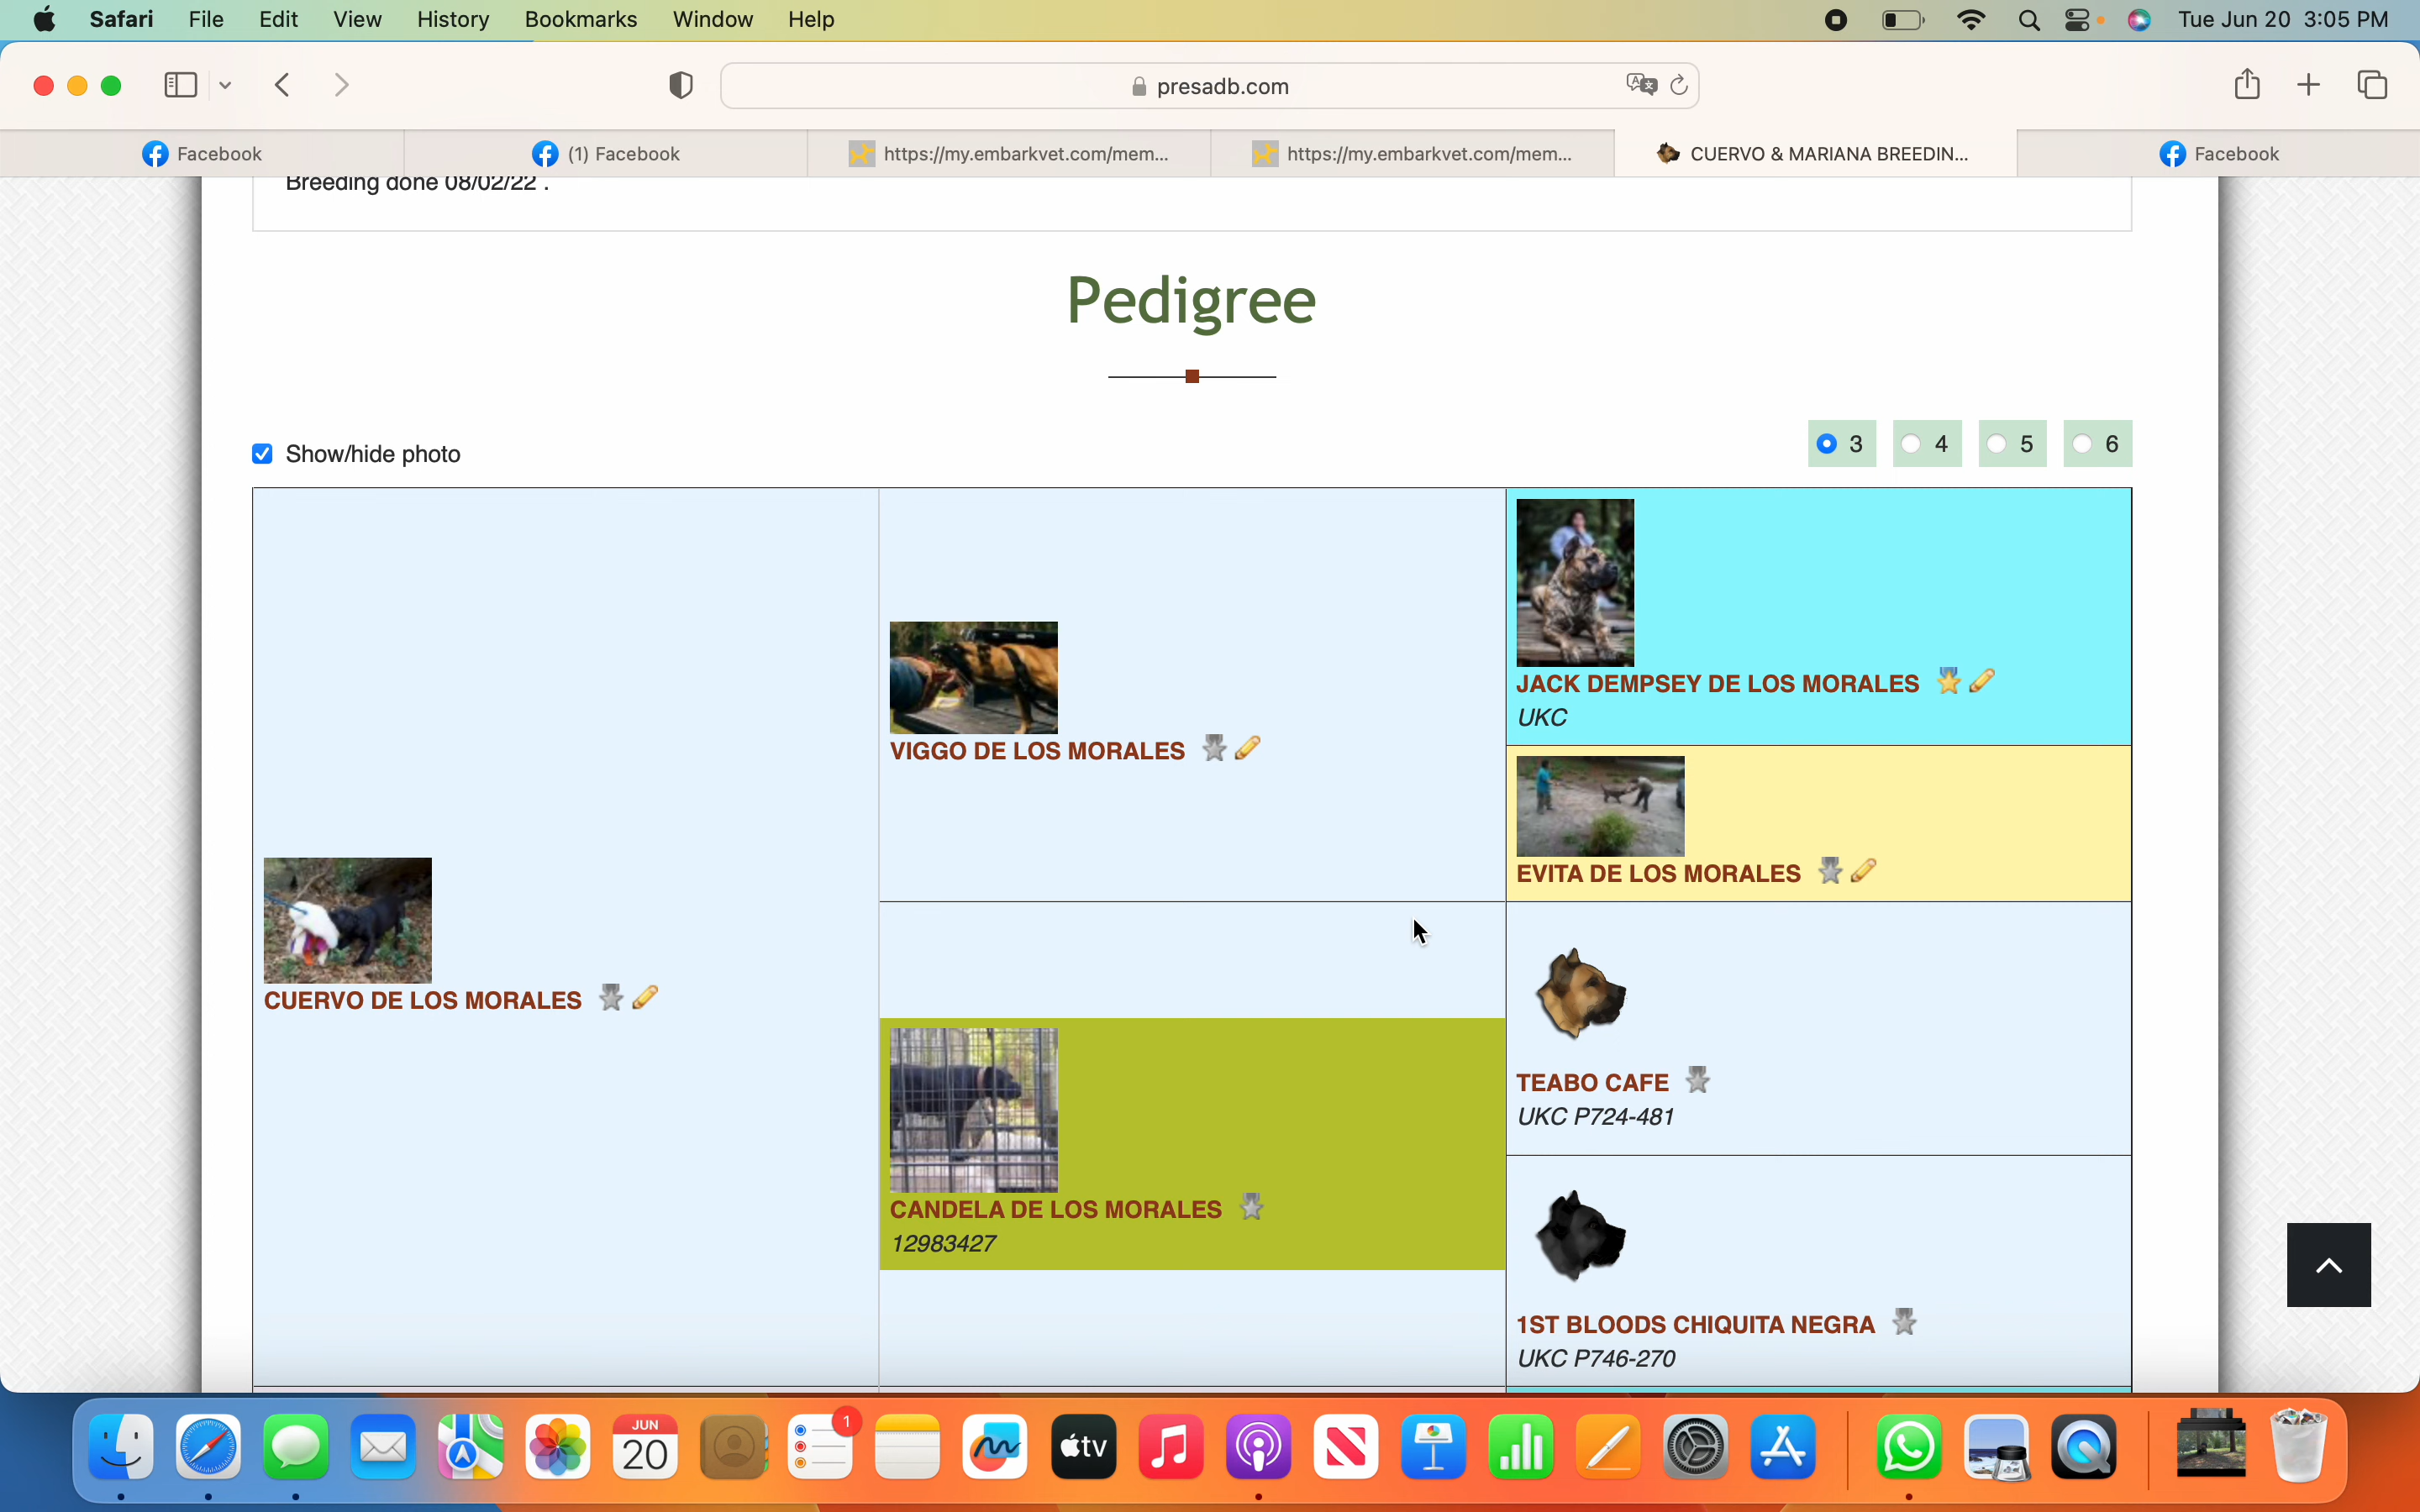 Safari File Edit View History Bookmarks Window Help Tue Jun 20 3:05 PM
presadb.com
Facebook (1) Facebook https://my.embarkvet.com/mem... https://my.embarkvet.com/mem... CUERVO & MARIANA BREEDIN... Facebook
Breeding done 08/02/22 .
Pedigree
Show/hide photo
3 4 5 6
JACK DEMPSEY DE LOS MORALES
UKC
VIGGO DE LOS MORALES
EVITA DE LOS MORALES
CUERVO DE LOS MORALES
TEABO CAFE
UKC P724-481
CANDELA DE LOS MORALES
12983427
1ST BLOODS CHIQUITA NEGRA
UKC P746-270
JUN
20
1
tv